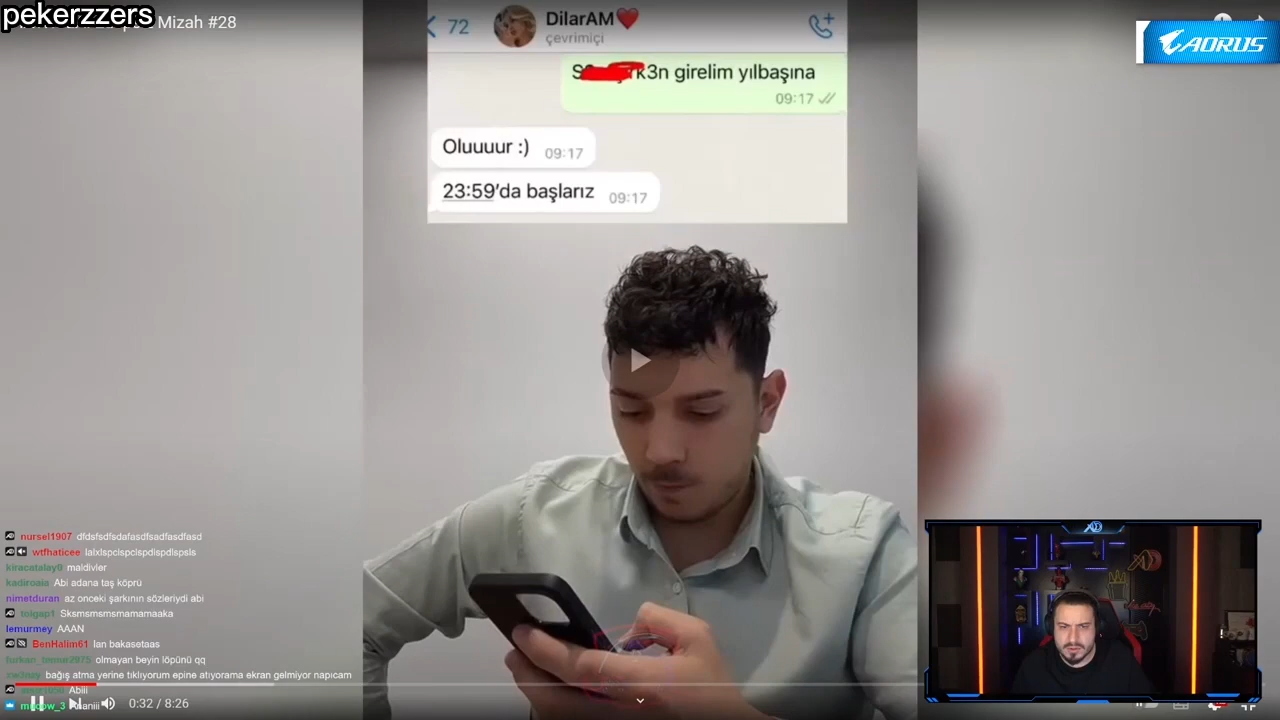 pekerzzers
Mizah #28
72
DilarAM❤️
çevrimiçi
AORUS
k3n girelim yılbaşına
09:17
Oluuuur :)
09:17
23:59'da başlarız
09:17
nursel1907 dfdsfsdfsdafasdfsadfasdfasd
wtfhaticee lalxlspclspclspdispdlspsls
kiracatalay0 maldivler
kadiroala Abi adana taş köprü
nimetduran az onceki şarkının sözleriydi abi
tolgap1 Sksmsmsmsmamamaaka
lemurmey AAAN
BenHalim61 lan bakasetaas
olmayan beyin löpünü qq
bağış atma yerine tıklıyorum epine atıyorama ekran gelmiyor napıcam
Abiii
0:32 / 8:26